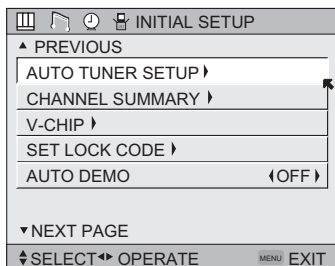 INITIAL SETUP
▲ PREVIOUS
AUTO TUNER SETUP
CHANNEL SUMMARY
V-CHIP
SET LOCK CODE
AUTO DEMO OFF
▼NEXT PAGE
SELECT OPERATE MENU EXIT